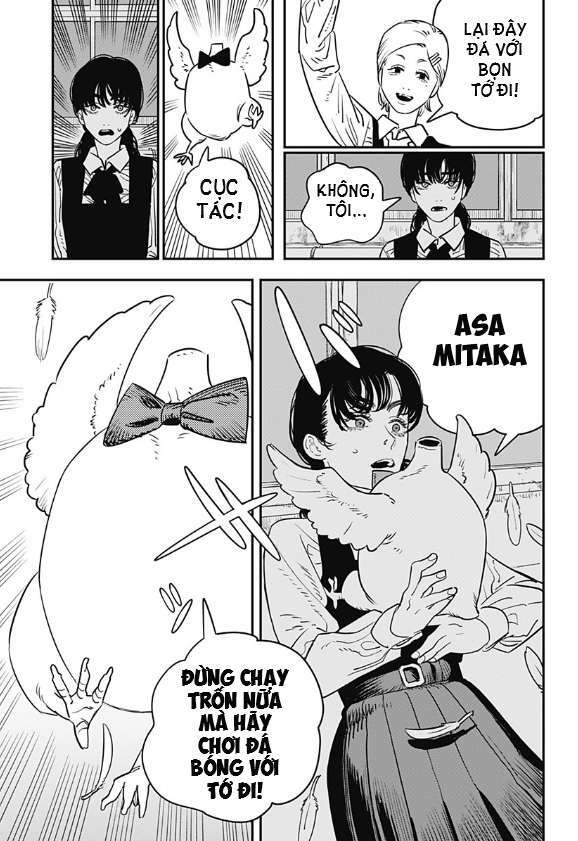 LẠI ĐÂY
ĐÁ VỚI
BỌN
TỚ ĐI!
KHÔNG,
TÔI...
CỤC
TÁC!
ASA
MITAKA
ĐỪNG CHẠY
TRỐN NỮA
MÀ HÃY
CHƠI ĐÁ
BÓNG VỚI
TỚ ĐI!